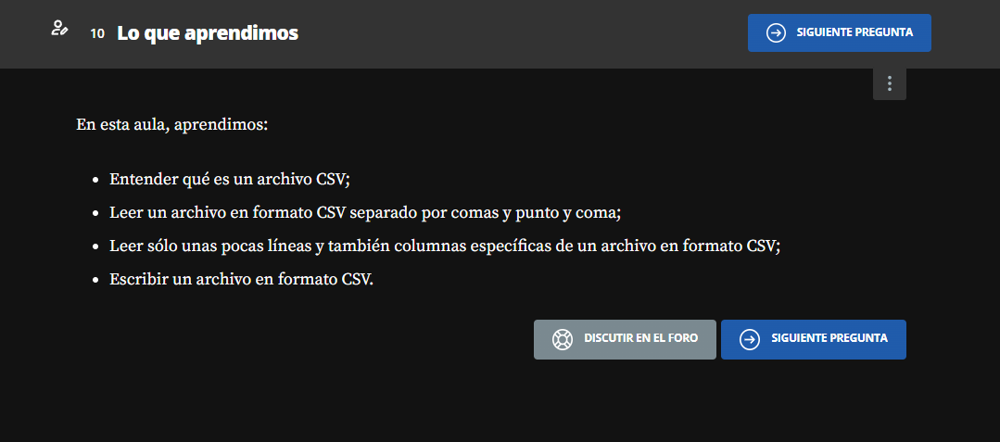 10 Lo que aprendimos
SIGUIENTE PREGUNTA
En esta aula, aprendimos:
Entender qué es un archivo CSV;
Leer un archivo en formato CSV separado por comas y punto y coma;
Leer sólo unas pocas líneas y también columnas específicas de un archivo en formato CSV;
Escribir un archivo en formato CSV.
DISCUTIR EN EL FORO
SIGUIENTE PREGUNTA